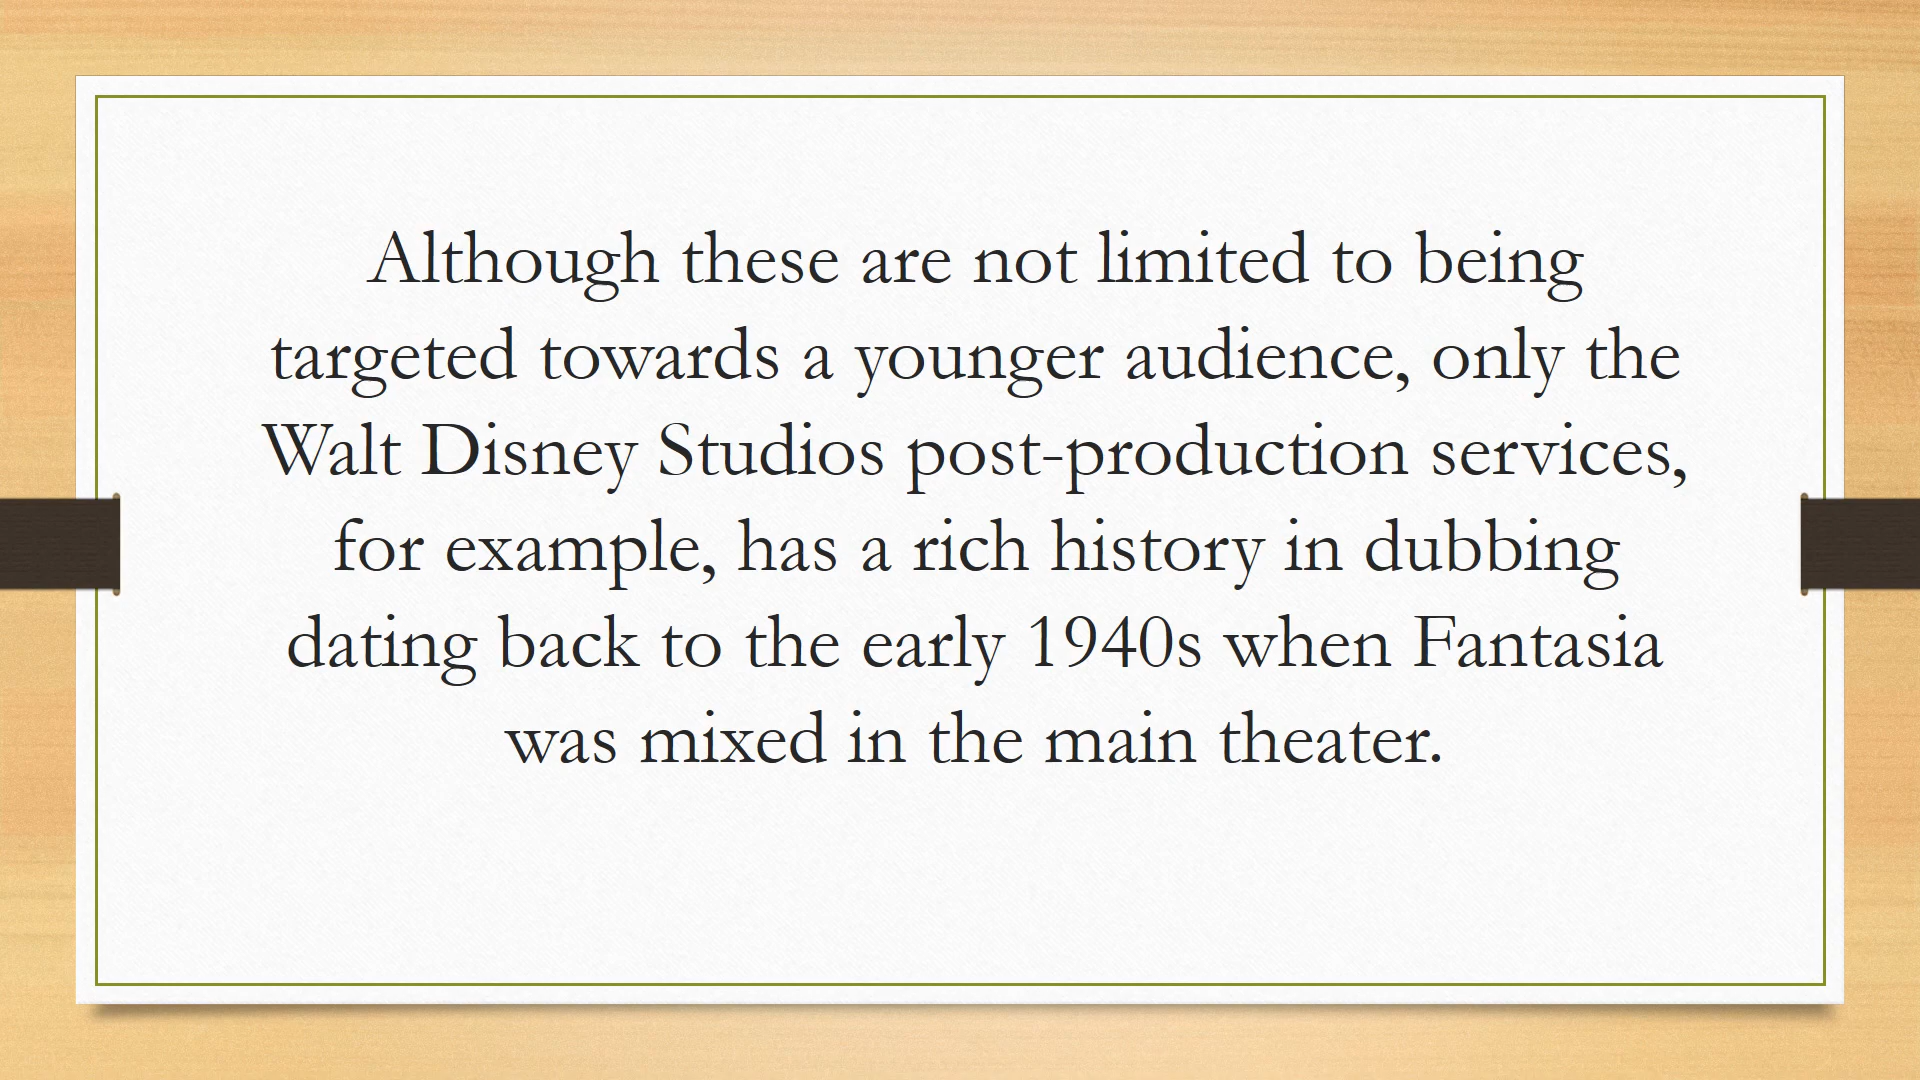 Although these are not limited to being
targeted towards a younger audience, only the
Walt Disney Studios post-production services,
for example, has a rich history in dubbing
dating back to the early 1940s when Fantasia
was mixed in the main theater.